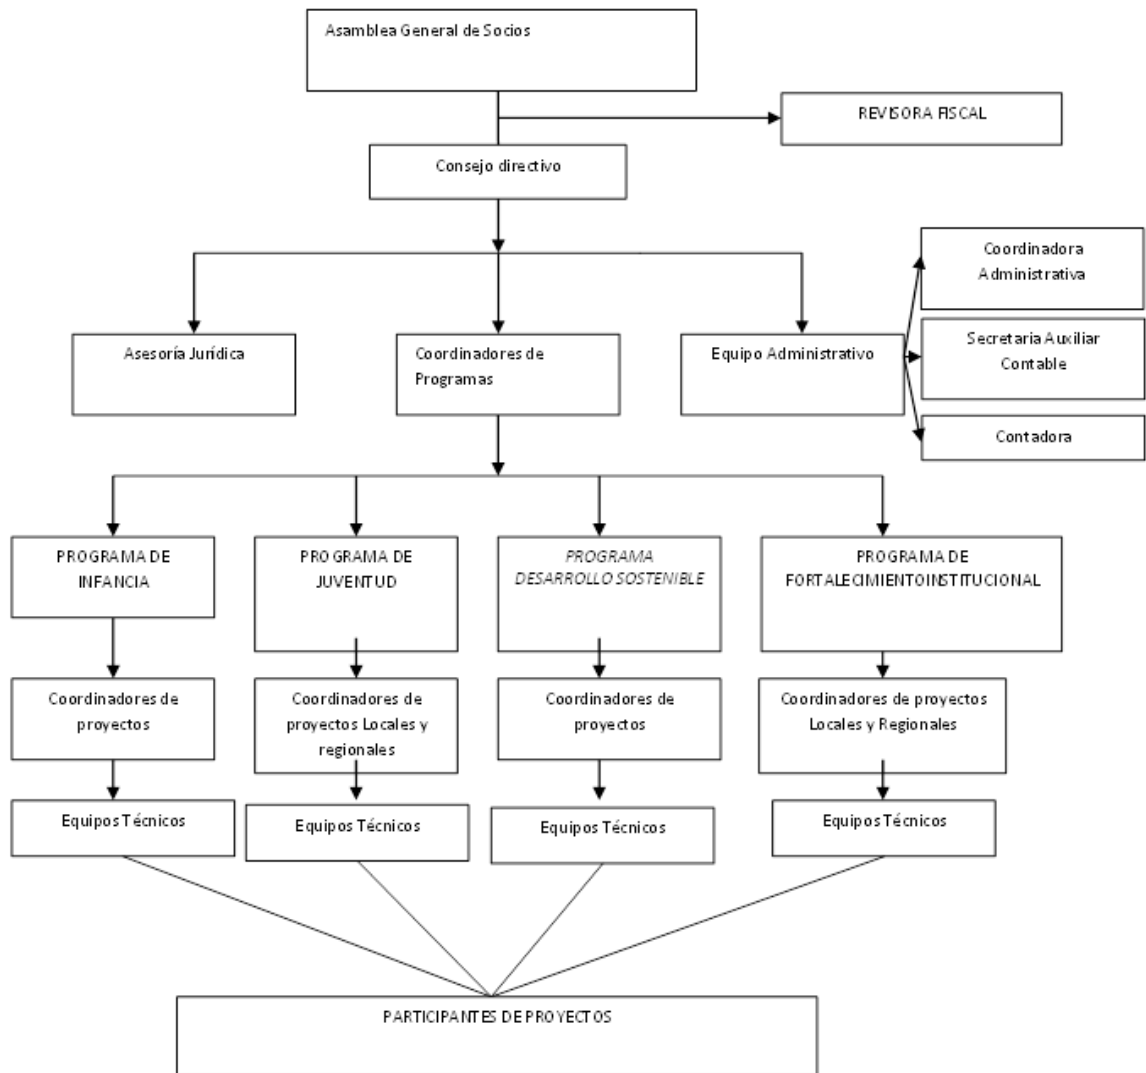 Asamblea General de Socios
REVISORA FISCAL
Consejo directivo
Coordinadora
Administrativa
Asesoría Jurídica
Coordinadores de
Programas
Equipo Administrativo
Secretaria Auxiliar
Contable
Contadora
PROGRAMA DE
INFANCIA
PROGRAMA DE
JUVENTUD
PROGRAMA
DESARROLLO SOSTENIBLE
PROGRAMA DE
FORTALECIMIENTOINSTITUCIONAL
Coordinadores de
proyectos
Coordinadores de
proyectos Locales y
regionales
Coordinadores de
proyectos
Coordinadores de proyectos
Locales y Regionales
Equipos Técnicos
Equipos Técnicos
Equipos Técnicos
Equipos Técnicos
PARTICIPANTES DE PROYECTOS